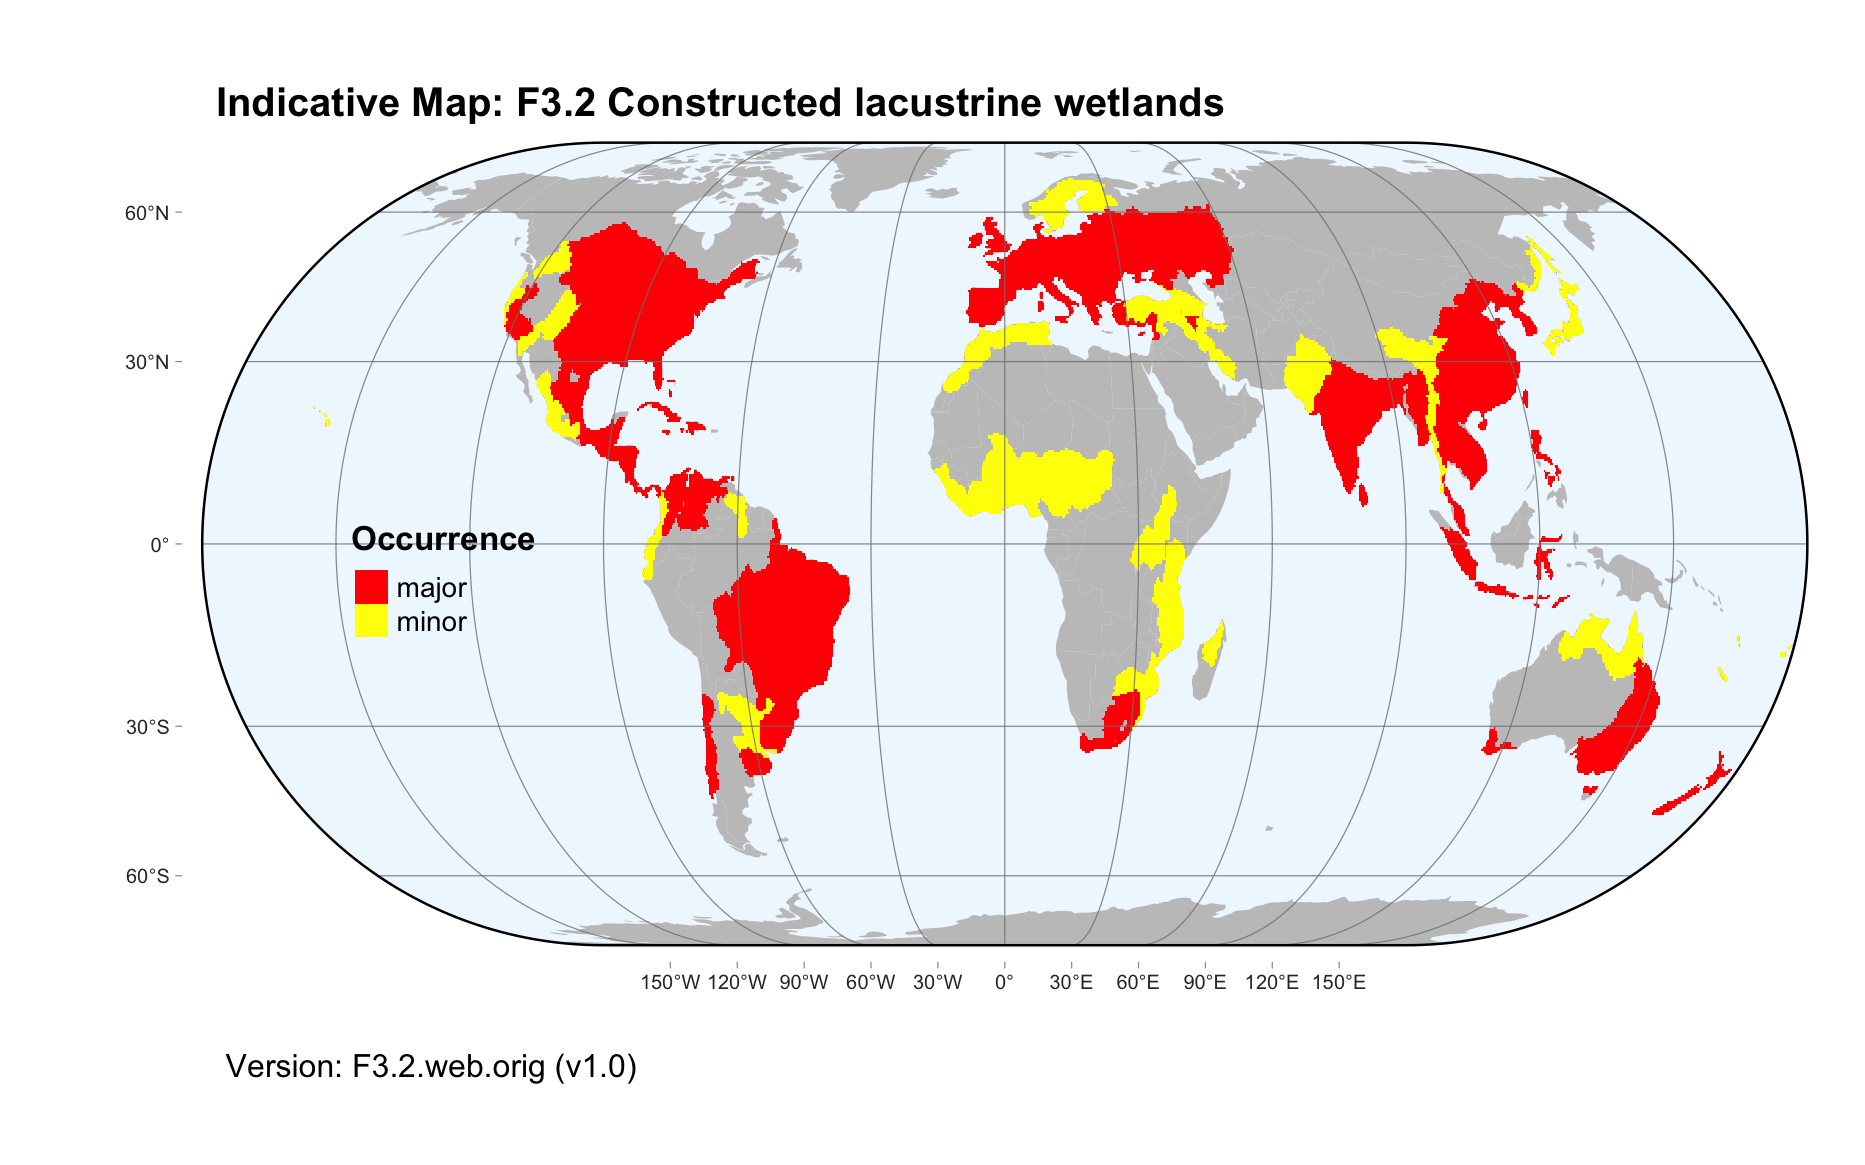 Indicative Map: F3.2 Constructed lacustrine wetlands
60°N
30°N
0°
30°S
60°S
Occurrence
major
minor
150°W 120°W 90°W 60°W 30°W 0° 30°E 60°E 90°E 120°E 150°E
Version: F3.2.web.orig (v1.0)